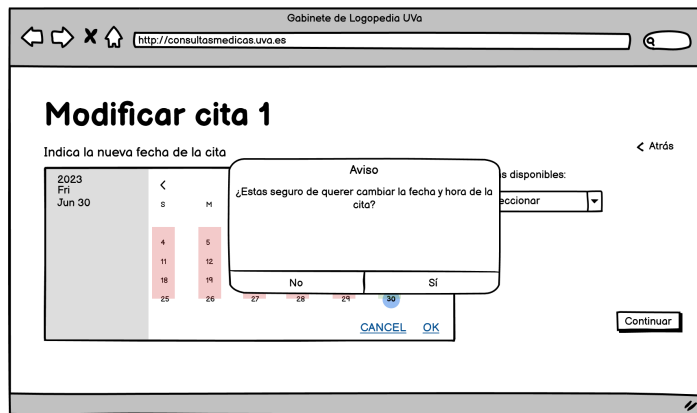 Gabinete de Logopedia UVa
http://consultasmedicas.uva.es
Modificar cita 1
Indica la nueva fecha de la cita
Atrás
2023
Fri
Jun 30
S M
4 5
11 12
18 19
25 26 27 28 29 30
CANCEL OK
Aviso
¿Estas seguro de querer cambiar la fecha y hora de la
cita?
No Sí
s disponibles:
eccionar
Continuar